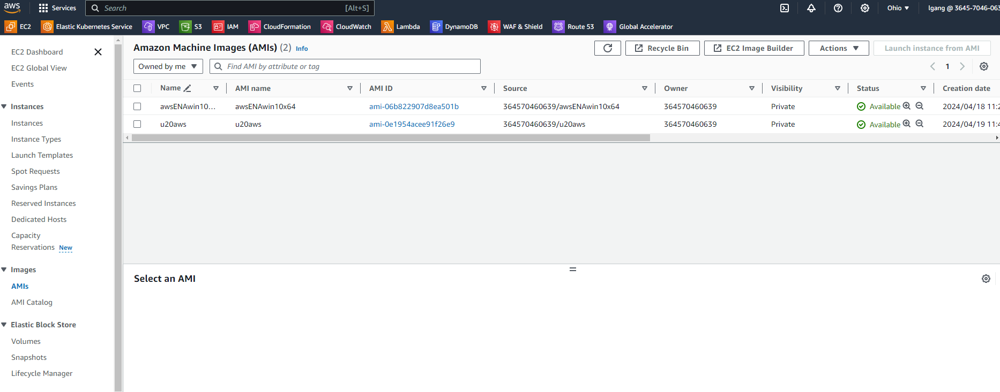 aws Services Search [Alt+S] Ohio lgang @ 3645-7046-063
EC2 Elastic Kubernetes Service VPC S3 IAM CloudFormation CloudWatch Lambda DynamoDB WAF & Shield Route 53 Global Accelerator
EC2 Dashboard
EC2 Global View
Events
Instances
Instances
Instance Types
Launch Templates
Spot Requests
Savings Plans
Reserved Instances
Dedicated Hosts
Capacity
Reservations New
Images
AMIs
AMI Catalog
Elastic Block Store
Volumes
Snapshots
Lifecycle Manager
Amazon Machine Images (AMIs) (2) Info
Recycle Bin EC2 Image Builder Actions Launch instance from AMI
Owned by me Find AMI by attribute or tag 1
Name AMI name AMI ID Source Owner Visibility Status Creation date
awsENAwin10... awsENAwin10x64 ami-06b822907d8ea501b 364570460639/awsENAwin10x64 364570460639 Private Available 2024/04/18 11:2
u20aws u20aws ami-0e1954acee91f26e9 364570460639/u20aws 364570460639 Private Available 2024/04/19 11:4
Select an AMI